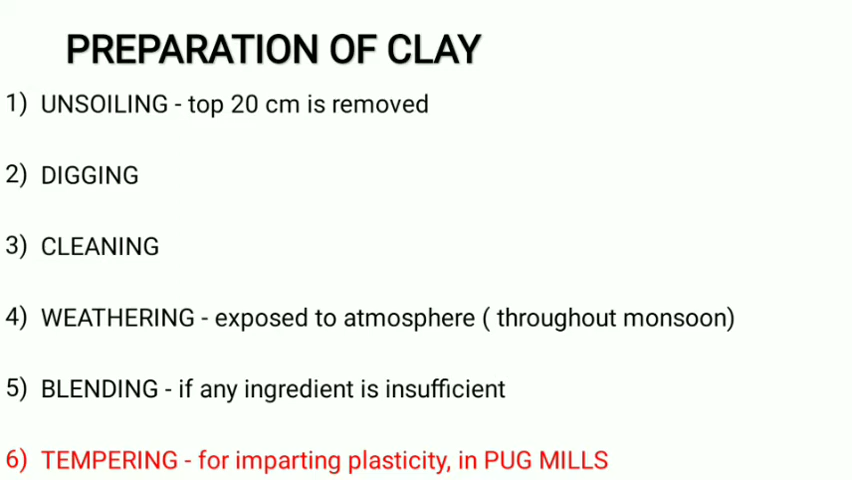 PREPARATION OF CLAY
1) UNSOILING - top 20 cm is removed
2) DIGGING
3) CLEANING
4) WEATHERING - exposed to atmosphere ( throughout monsoon)
5) BLENDING - if any ingredient is insufficient
6) TEMPERING - for imparting plasticity, in PUG MILLS